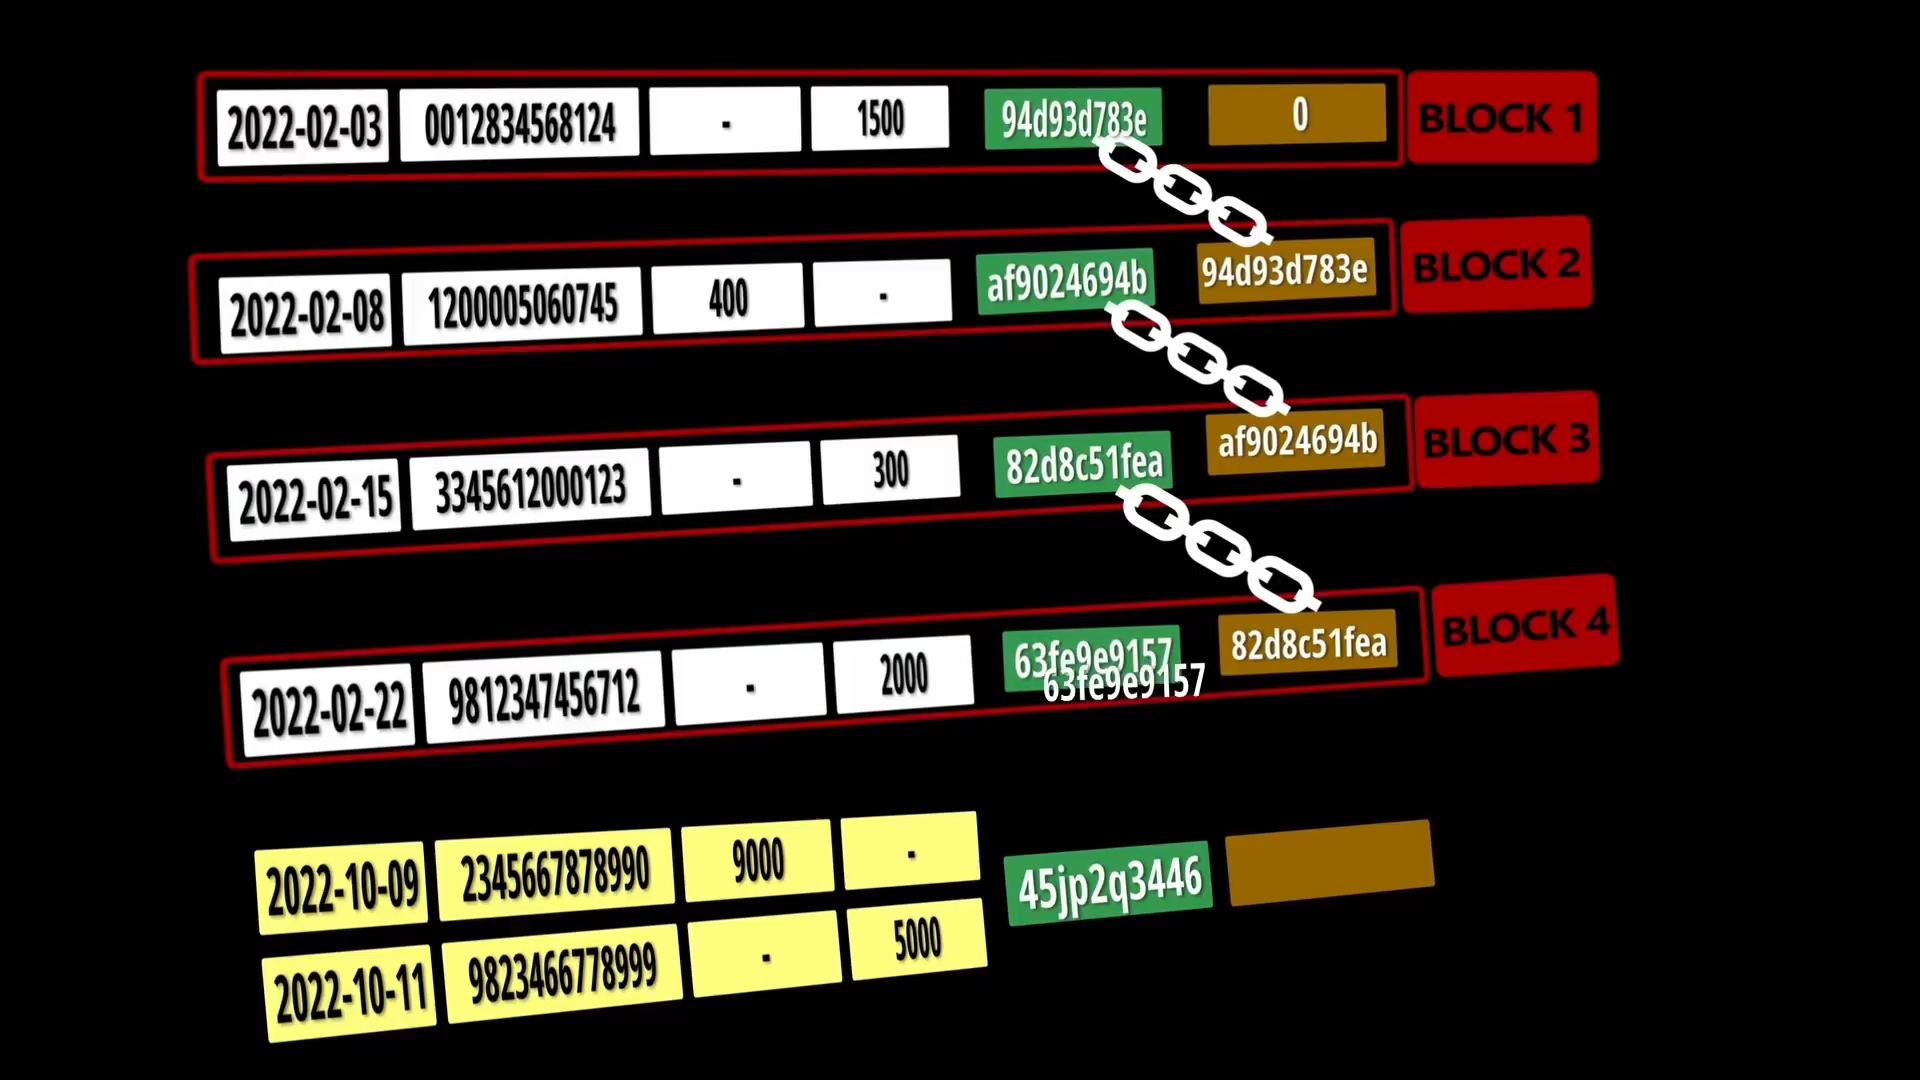 2022-02-03 0012834568124 - 1500 94d93d783e 0 BLOCK 1
2022-02-08 1200005060745 400 - af9024694b 94d93d783e BLOCK 2
2022-02-15 3345612000123 - 300 82d8c51fea af9024694b BLOCK 3
2022-02-22 9812347456712 - 2000 63fe9e9157 82d8c51fea BLOCK 4
63fe9e9157
2022-10-09 2345667878990 9000 - 45jp2q3446
2022-10-11 9823466778999 - 5000